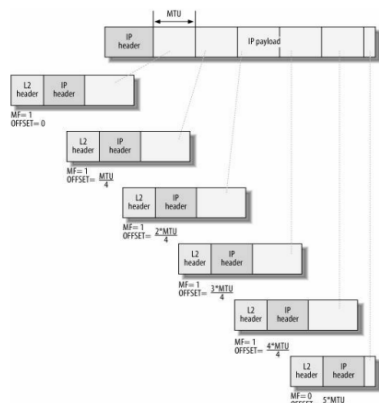 MTU
IP
header
IP payload
L2
header
IP
header
MF= 1
OFFSET= 0
L2
header
IP
header
MF= 1
OFFSET= MTU
4
L2
header
IP
header
MF= 1
OFFSET= 2*MTU
4
L2
header
IP
header
MF= 1
OFFSET= 3*MTU
4
L2
header
IP
header
MF= 1
OFFSET= 4*MTU
4
L2
header
IP
header
MF= 0
OFFSET= 5*MTU